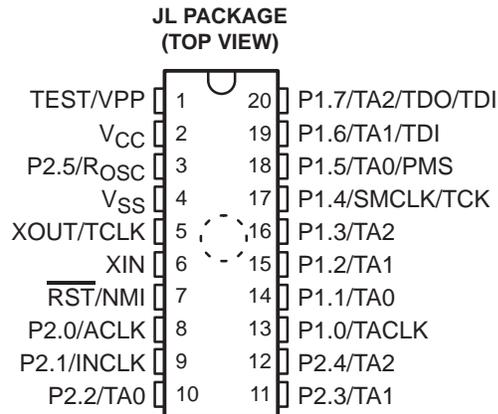 JL PACKAGE
(TOP VIEW)
TEST/VPP 1 20 P1.7/TA2/TDO/TDI
VCC 2 19 P1.6/TA1/TDI
P2.5/ROSC 3 18 P1.5/TA0/PMS
VSS 4 17 P1.4/SMCLK/TCK
XOUT/TCLK 5 16 P1.3/TA2
XIN 6 15 P1.2/TA1
RST/NMI 7 14 P1.1/TA0
P2.0/ACLK 8 13 P1.0/TACLK
P2.1/INCLK 9 12 P2.4/TA2
P2.2/TA0 10 11 P2.3/TA1